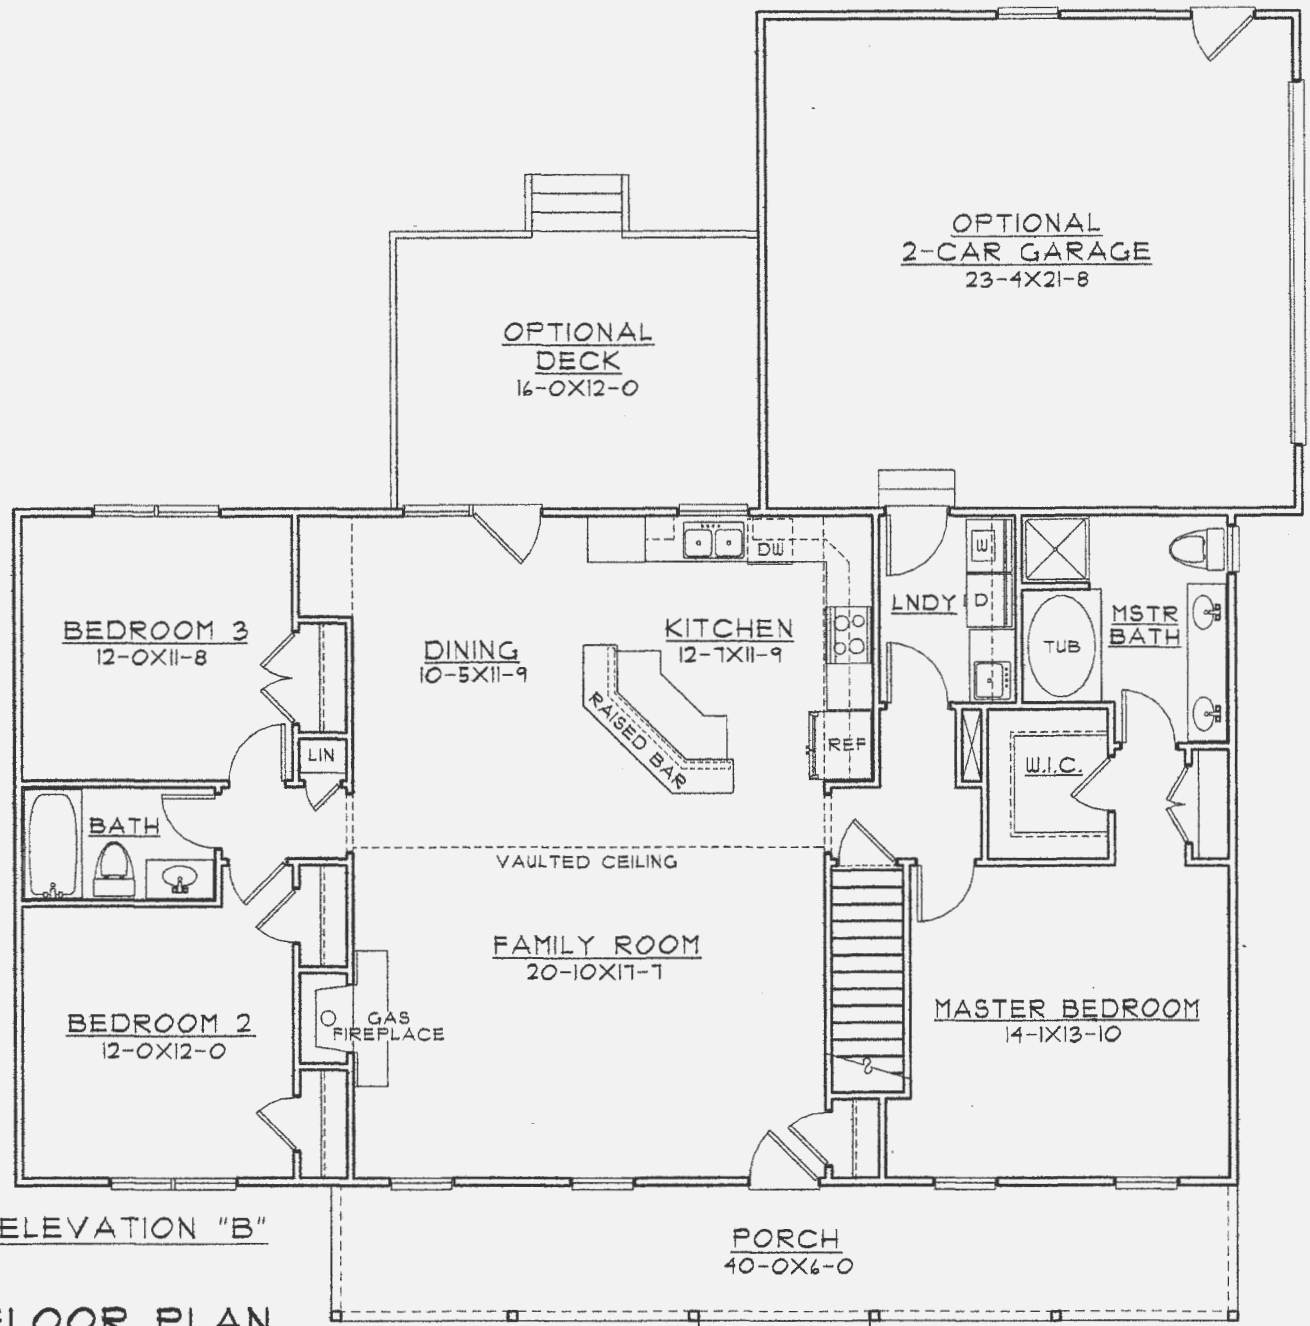 OPTIONAL
2-CAR GARAGE
23-4X21-8
OPTIONAL
DECK
16-0X12-0
BEDROOM 3
12-0X11-8
DINING
10-5X11-9
KITCHEN
12-7X11-9
DW
RAISED BAR
REF
LNDY
W
D
TUB
MSTR
BATH
LIN
W.I.C.
BATH
VAULTED CEILING
FAMILY ROOM
20-10X17-7
BEDROOM 2
12-0X12-0
GAS
FIREPLACE
MASTER BEDROOM
14-1X13-10
ELEVATION "B"
PORCH
40-0X6-0
FLOOR PLAN